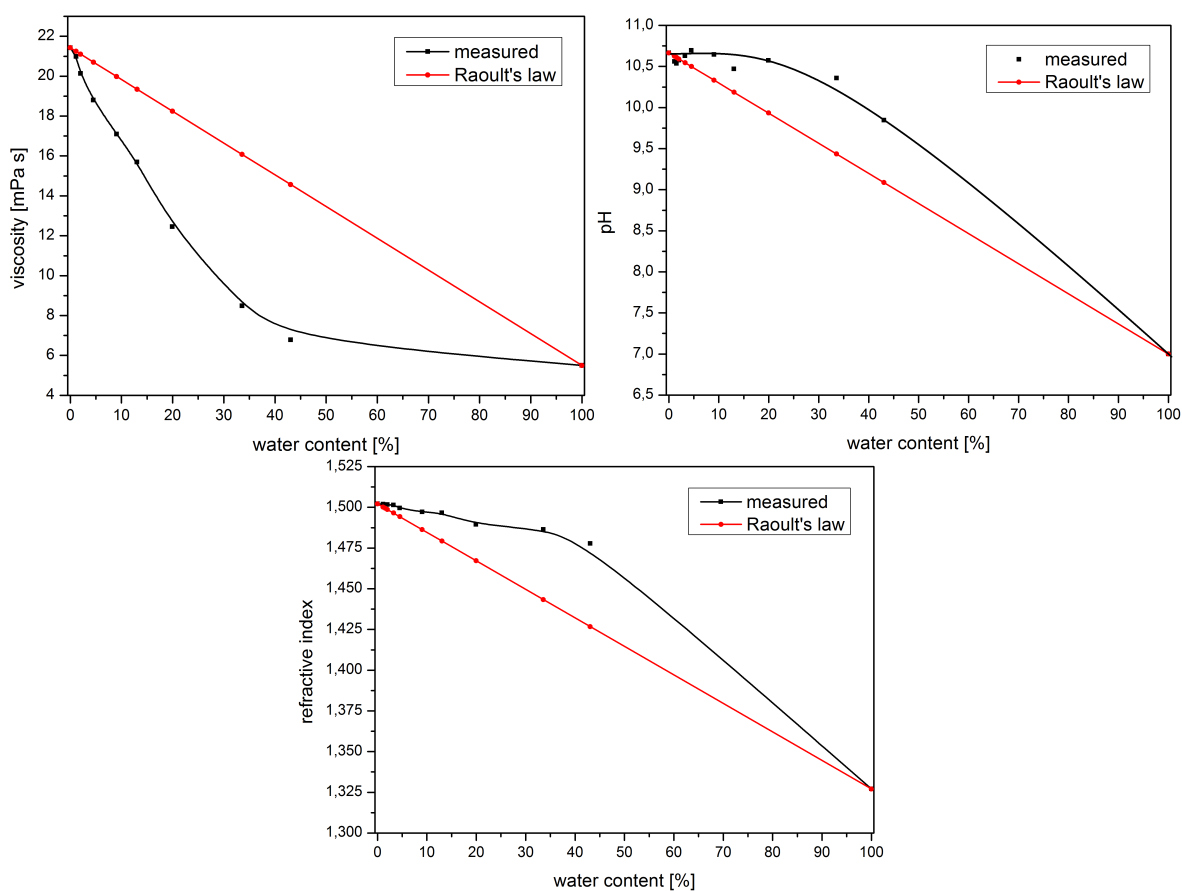 22
20
18
16
14
12
10
8
6
4
viscosity [mPa s]
measured
Raoult's law
0 10 20 30 40 50 60 70 80 90 100
water content [%]
11,0
10,5
10,0
9,5
9,0
8,5
8,0
7,5
7,0
6,5
pH
measured
Raoult's law
0 10 20 30 40 50 60 70 80 90 100
water content [%]
1,525
1,500
1,475
1,450
1,425
1,400
1,375
1,350
1,325
1,300
refractive index
measured
Raoult's law
0 10 20 30 40 50 60 70 80 90 100
water content [%]